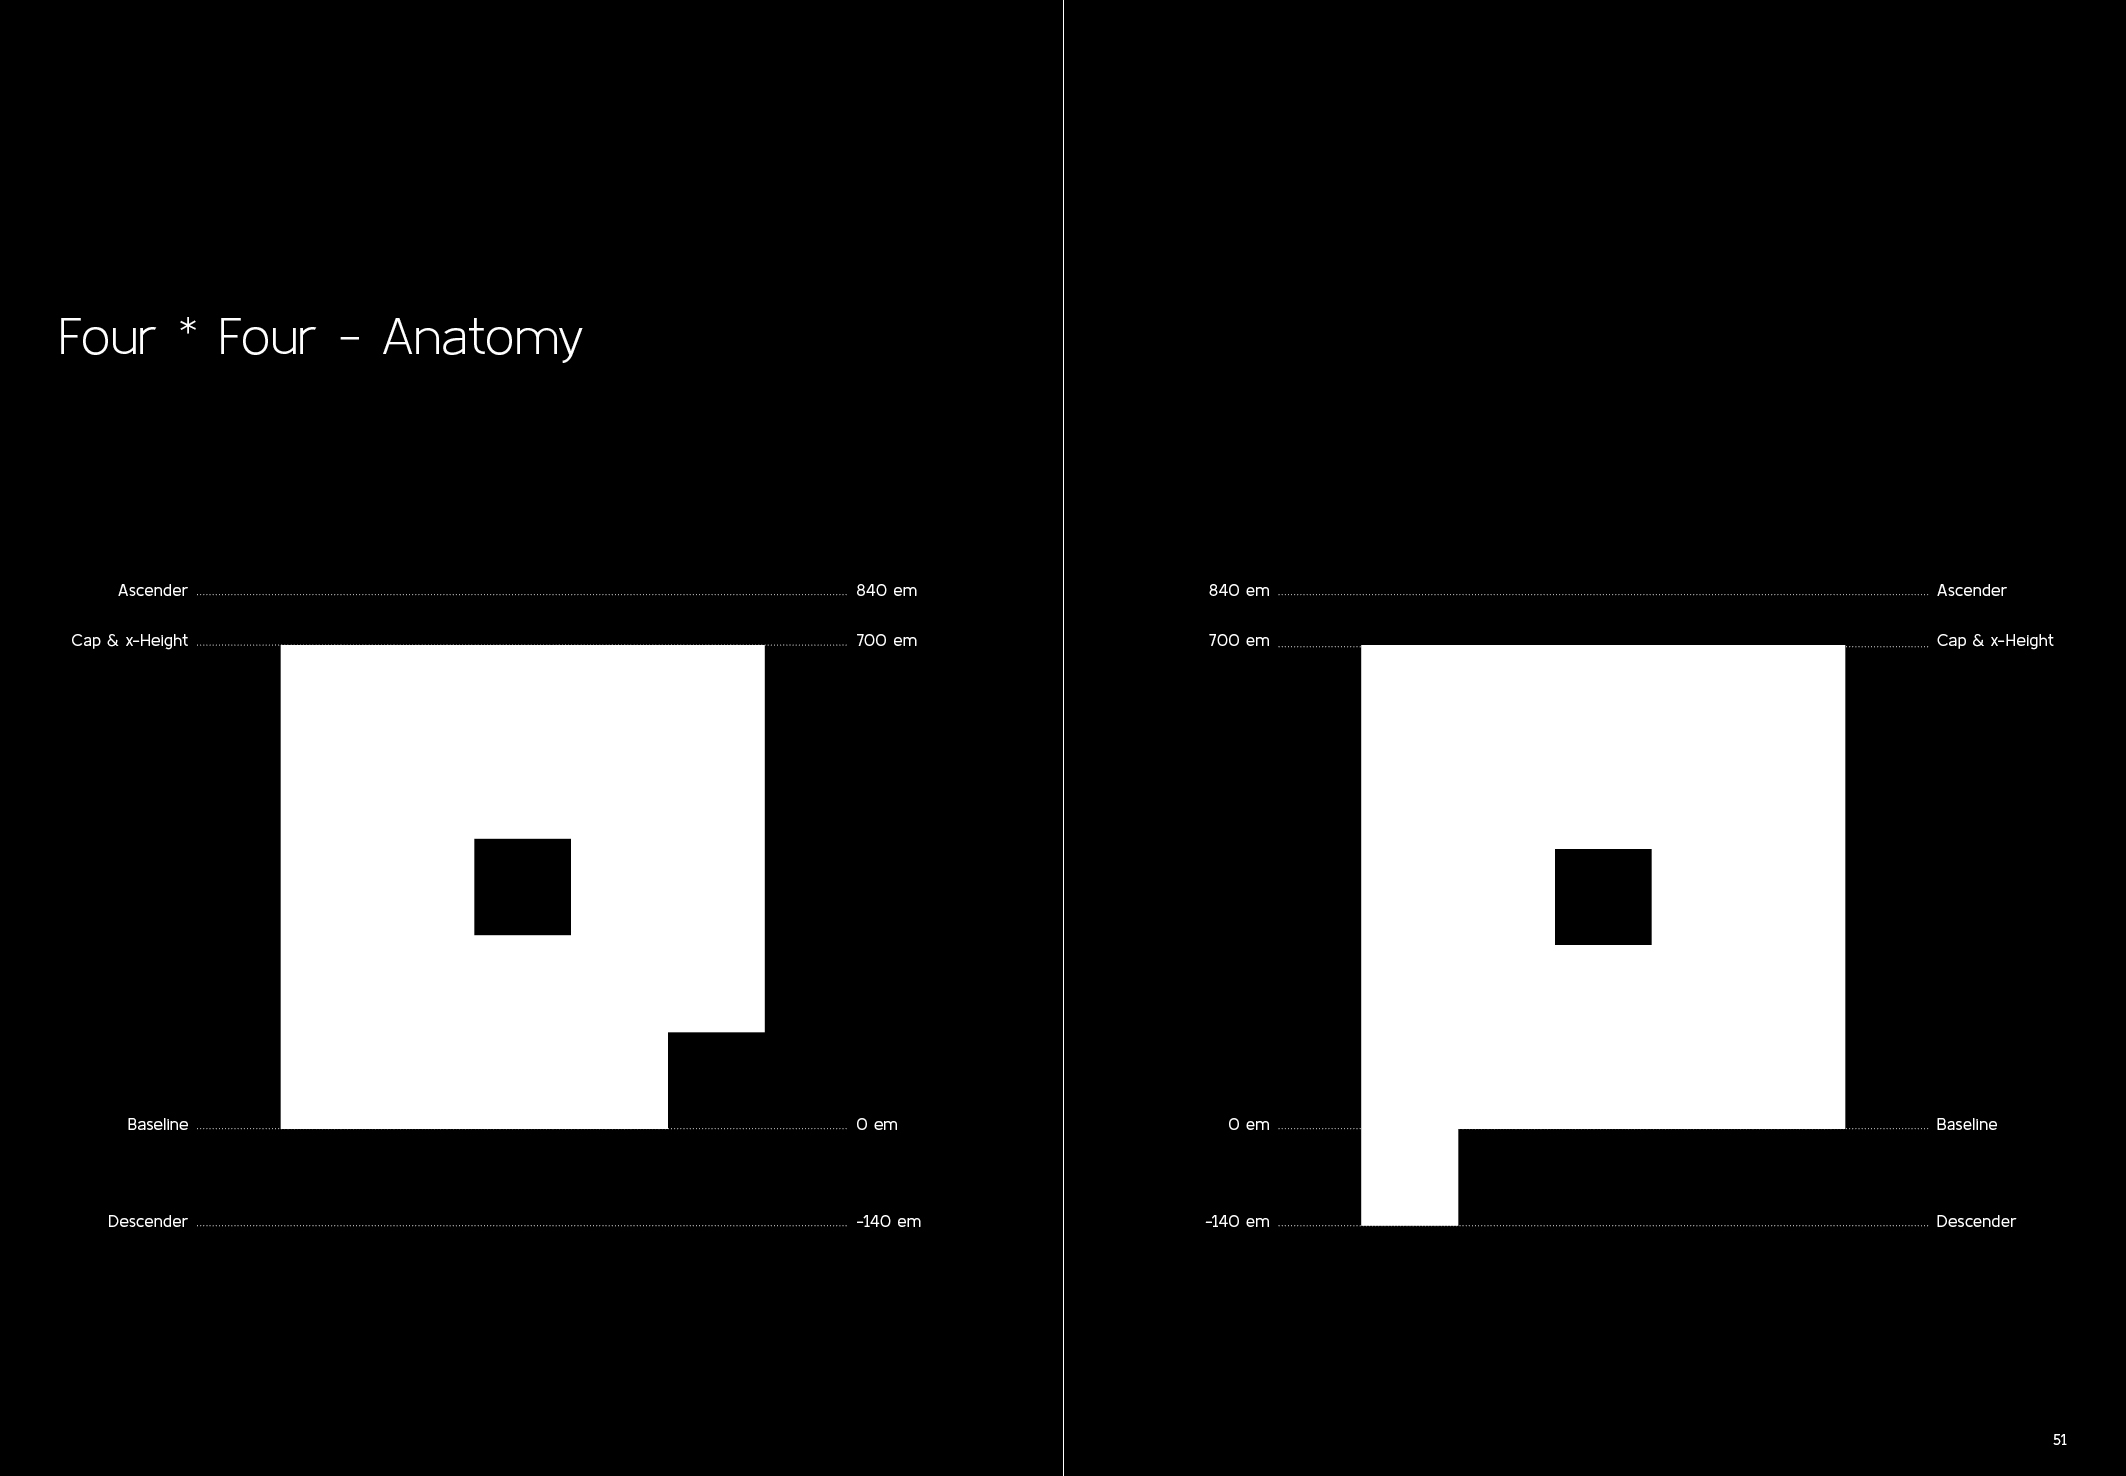 Four * Four - Anatomy
Ascender 840 em
Cap & x-Height 700 em
Baseline 0 em
Descender -140 em
840 em Ascender
700 em Cap & x-Height
0 em Baseline
-140 em Descender
51